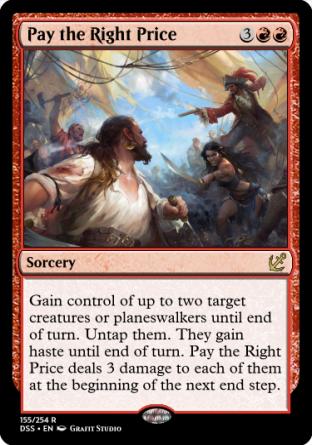 Pay the Right Price 3
Sorcery
Gain control of up to two target
creatures or planeswalkers until end
of turn. Untap them. They gain
haste until end of turn. Pay the Right
Price deals 3 damage to each of them
at the beginning of the next end step.
155/254 R
DSS • EN Grafit Studio